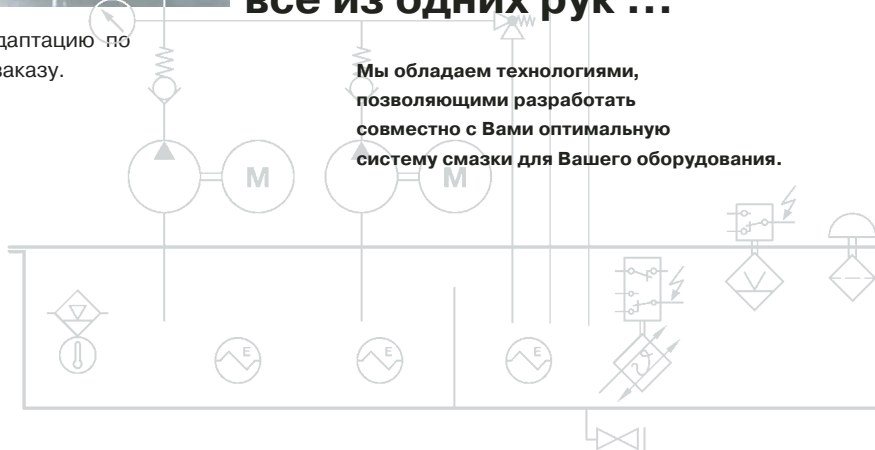 все из одних рук ...
даптацию по
заказу.
Мы обладаем технологиями,
позволяющими разработать
совместно с Вами оптимальную
систему смазки для Вашего оборудования.
M
M
E
E
E
ϑ